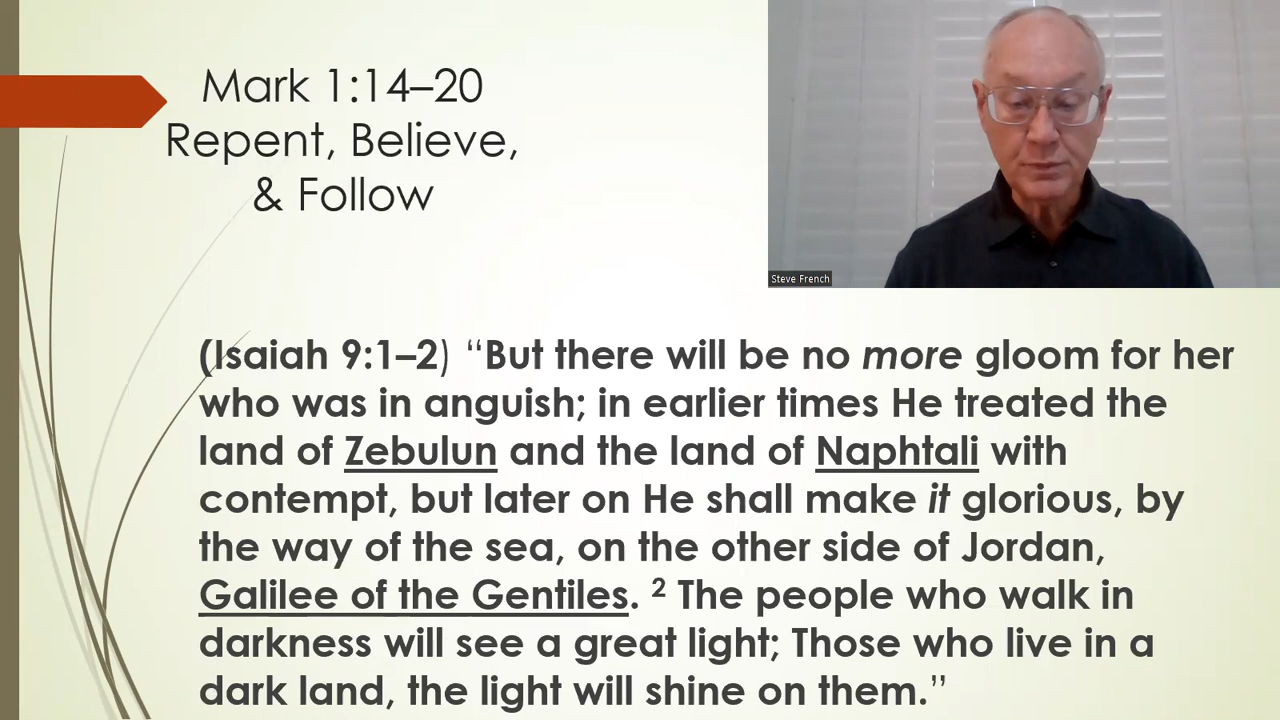 Mark 1:14–20
Repent, Believe,
& Follow
Steve French
(Isaiah 9:1–2) “But there will be no more gloom for her
who was in anguish; in earlier times He treated the
land of Zebulun and the land of Naphtali with
contempt, but later on He shall make it glorious, by
the way of the sea, on the other side of Jordan,
Galilee of the Gentiles. ² The people who walk in
darkness will see a great light; Those who live in a
dark land, the light will shine on them.”